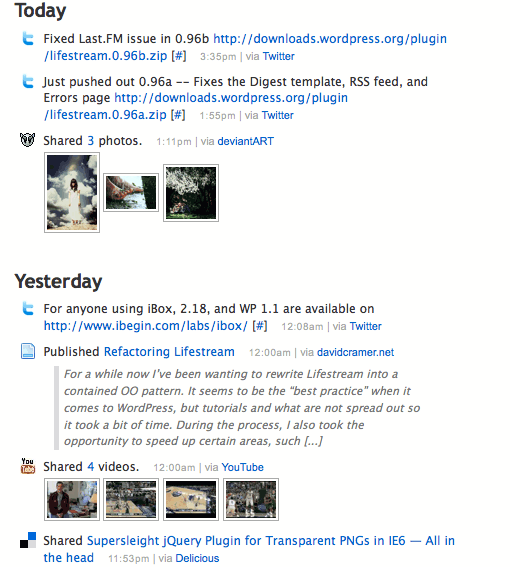 Today
Fixed Last.FM issue in 0.96b http://downloads.wordpress.org/plugin
/lifestream.0.96b.zip [#] 3:35pm | via Twitter
Just pushed out 0.96a -- Fixes the Digest template, RSS feed, and
Errors page http://downloads.wordpress.org/plugin
/lifestream.0.96a.zip [#] 1:55pm | via Twitter
Shared 3 photos. 1:11pm | via deviantART
Yesterday
For anyone using iBox, 2.18, and WP 1.1 are available on
http://www.ibegin.com/labs/ibox/ [#] 12:08am | via Twitter
Published Refactoring Lifestream 12:00am | via davidcramer.net
For a while now I've been wanting to rewrite Lifestream into a
contained OO pattern. It seems to be the “best practice” when it
comes to WordPress, but tutorials and what are not spread out so
it took a bit of time. During the process, I also took the
opportunity to speed up certain areas, such [...]
You
Tube
Shared 4 videos. 12:00am | via YouTube
Shared Supersleight jQuery Plugin for Transparent PNGs in IE6 — All in
the head 11:53pm | via Delicious